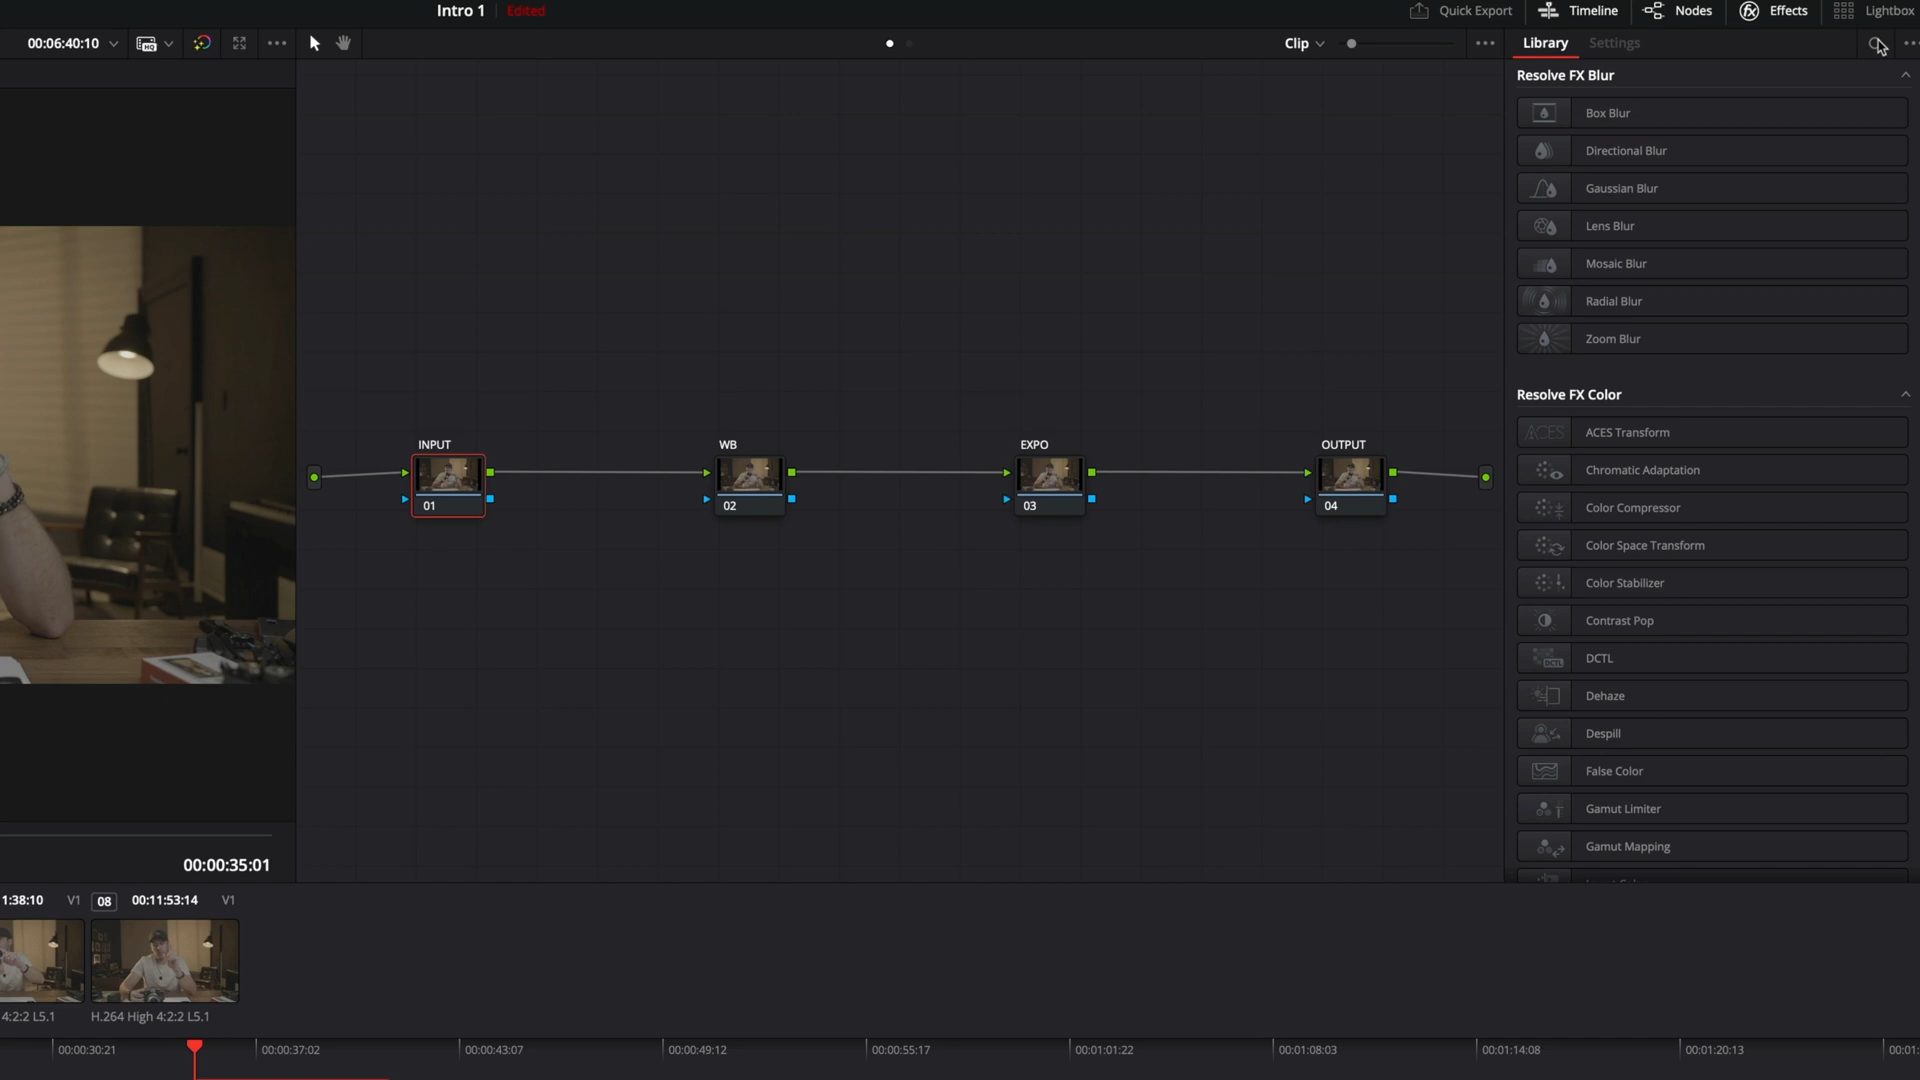 Intro 1 Edited
Quick Export Timeline Nodes Effects Lightbox
00:06:40:10
HQ
Clip
Library Settings
Resolve FX Blur
Box Blur
Directional Blur
Gaussian Blur
Lens Blur
Mosaic Blur
Radial Blur
Zoom Blur
Resolve FX Color
ACES ACES Transform
Chromatic Adaptation
Color Compressor
Color Space Transform
Color Stabilizer
Contrast Pop
DCTL DCTL
Dehaze
Despill
False Color
Gamut Limiter
Gamut Mapping
INPUT WB EXPO OUTPUT
01 02 03 04
00:00:35:01
1:38:10 V1 08 00:11:53:14 V1
4:2:2 L5.1 H.264 High 4:2:2 L5.1
00:00:30:21 00:00:37:02 00:00:43:07 00:00:49:12 00:00:55:17 00:01:01:22 00:01:08:03 00:01:14:08 00:01:20:13 00:01: